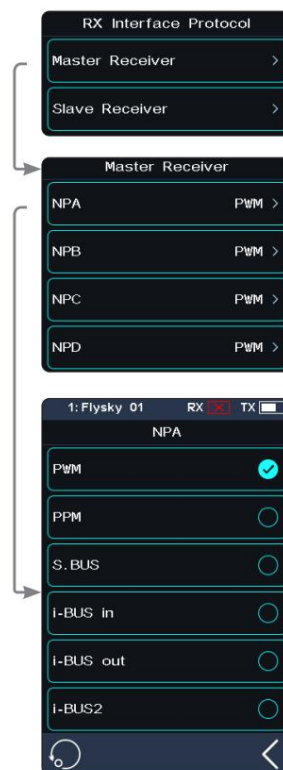 RX Interface Protocol
Master Receiver >
Slave Receiver >
Master Receiver
NPA PWM >
NPB PWM >
NPC PWM >
NPD PWM >
1: Flysky 01 RX TX
NPA
PWM
PPM
S.BUS
i-BUS in
i-BUS out
i-BUS2